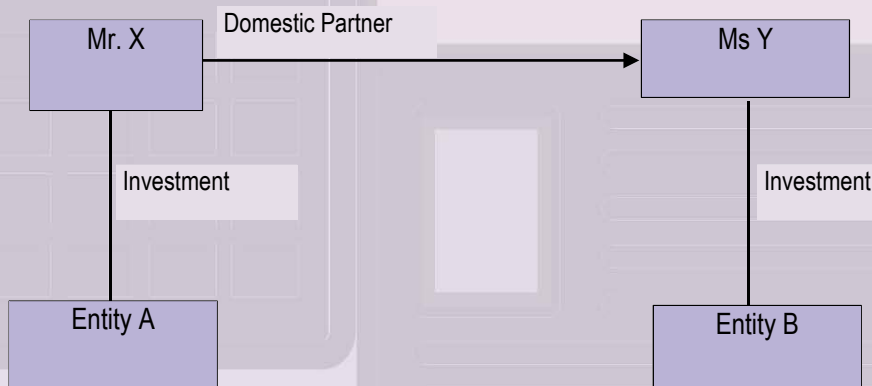 Mr. X
Domestic Partner
Ms Y
Investment
Investment
Entity A
Entity B